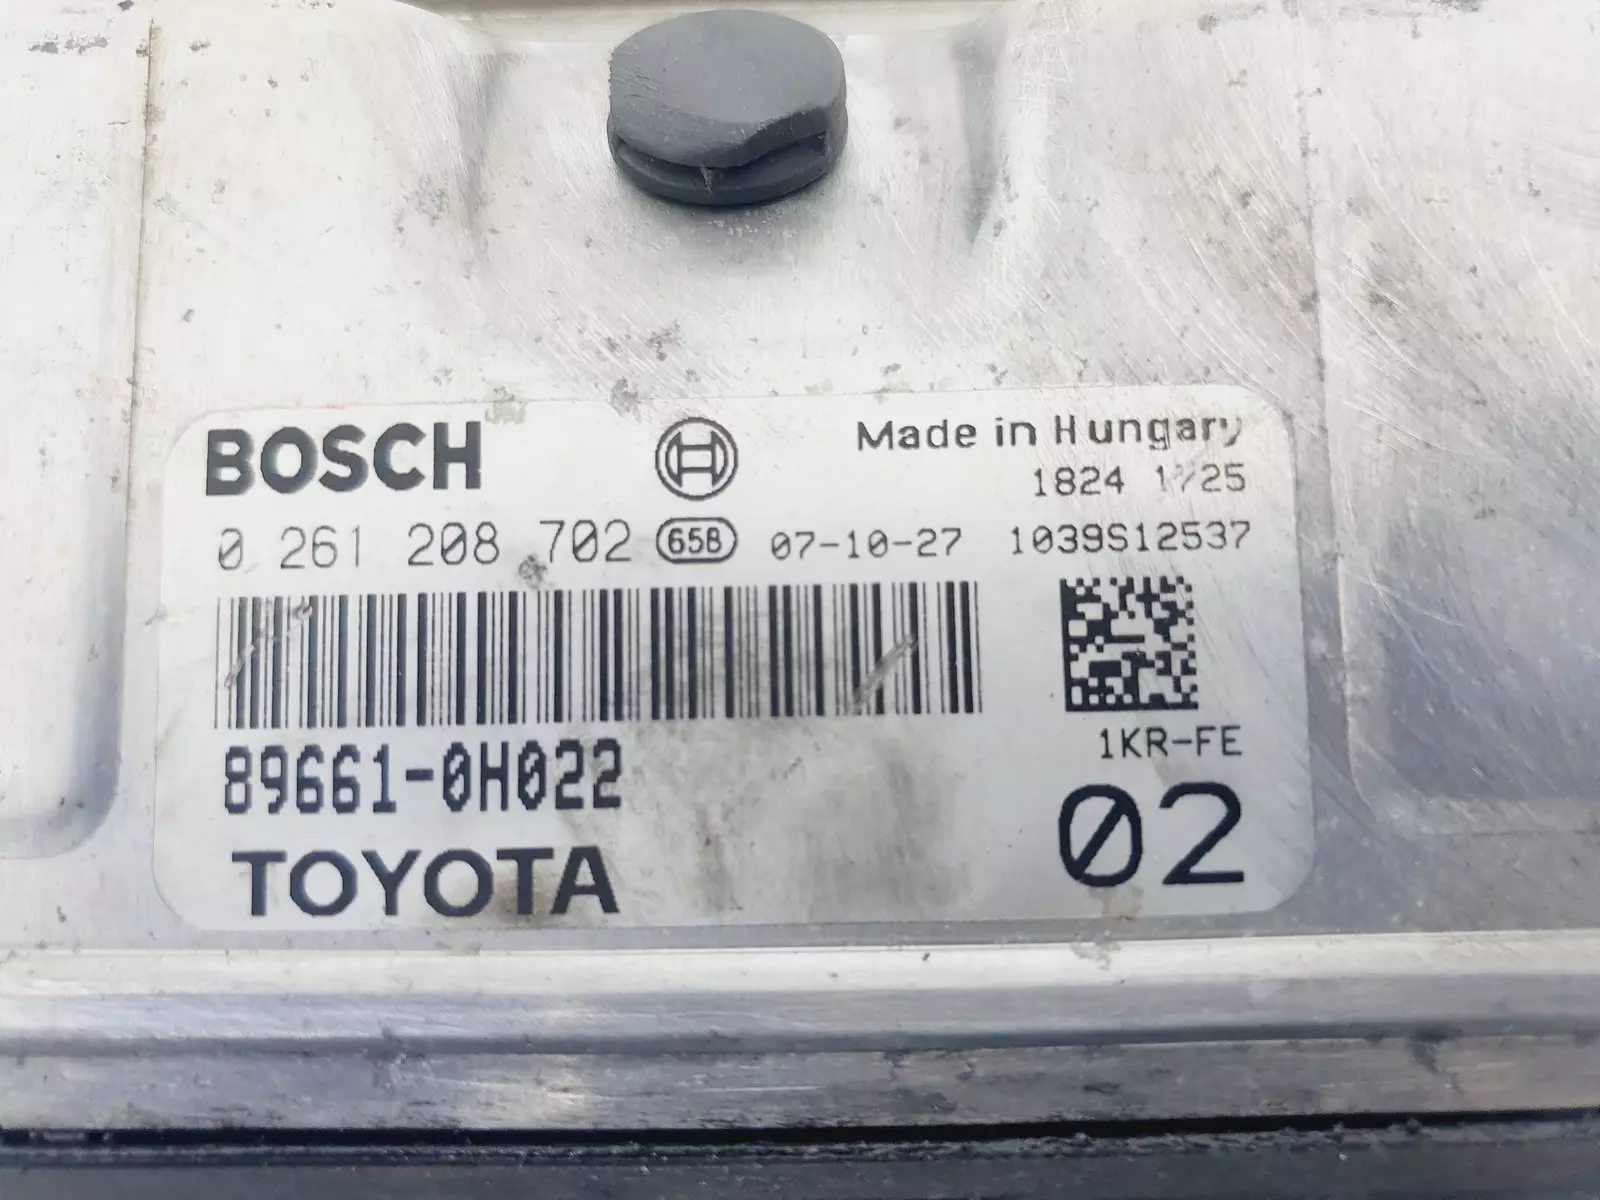 BOSCH Made in Hungary
1824
0 261 208 702 65B 07-10-27 1039S12537
89661-0H022
1KR-FE
TOYOTA 02